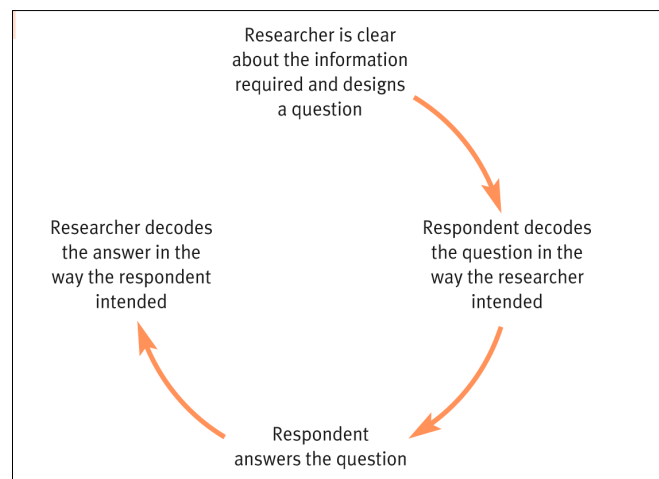 Researcher is clear
about the information
required and designs
a question
Respondent decodes
the question in the
way the researcher
intended
Respondent
answers the question
Researcher decodes
the answer in the
way the respondent
intended